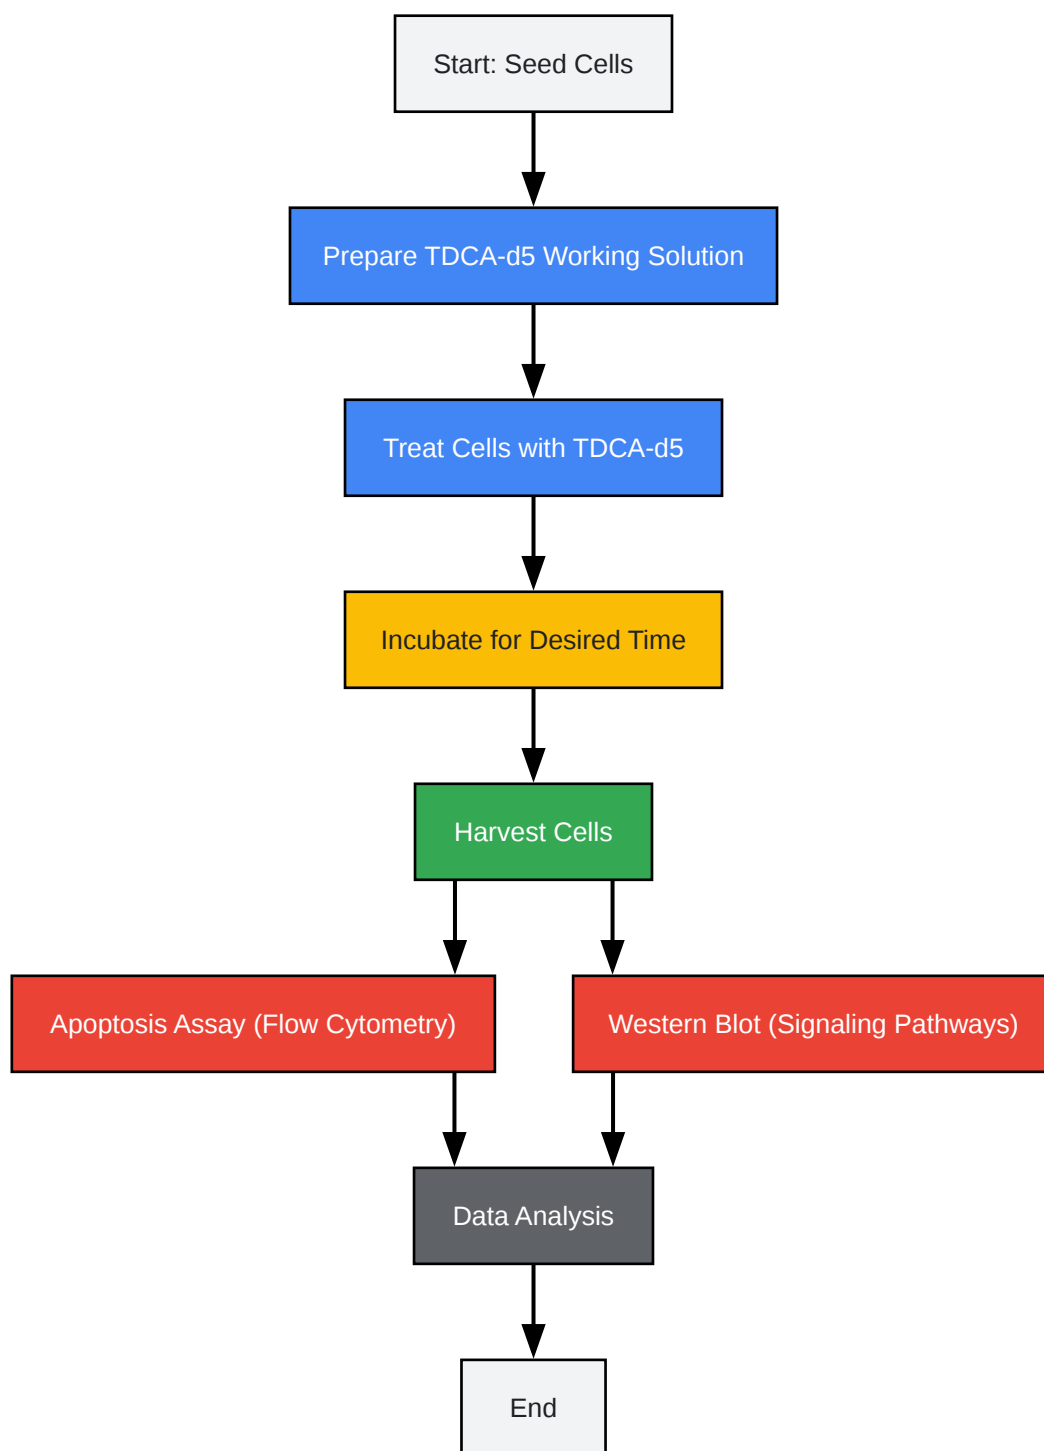 Start: Seed Cells
Prepare TDCA-d5 Working Solution
Treat Cells with TDCA-d5
Incubate for Desired Time
Harvest Cells
Apoptosis Assay (Flow Cytometry)
Western Blot (Signaling Pathways)
Data Analysis
End